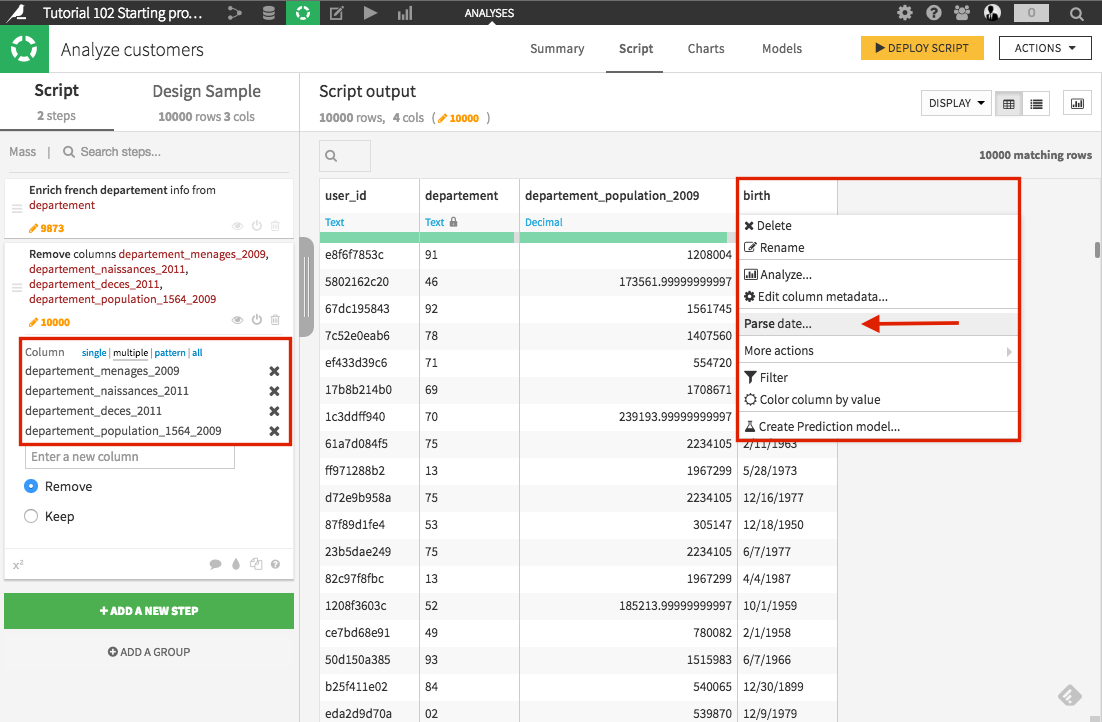 Tutorial 102 Starting pro... ANALYSES 0
Analyze customers Summary Script Charts Models DEPLOY SCRIPT ACTIONS
Script Design Sample
2 steps 10000 rows 3 cols
Mass | Search steps...
Enrich french departement info from
departement
9873
Remove columns departement_menages_2009,
departement_naissances_2011,
departement_deces_2011,
departement_population_1564_2009
10000
Column single | multiple | pattern | all
departement_menages_2009
departement_naissances_2011
departement_deces_2011
departement_population_1564_2009
Enter a new column
Remove
Keep
x²
+ ADD A NEW STEP
ADD A GROUP
Script output
10000 rows, 4 cols ( 10000 )
DISPLAY
10000 matching rows
user_id departement departement_population_2009 birth
Text Text Decimal
e8f6f7853c 91 1208004
5802162c20 46 173561.99999999997
67dc195843 92 1561745
7c52e0eab6 78 1407560
ef433d39c6 71 554720
17b8b214b0 69 1708671
1c3ddff940 70 239193.99999999997
61a7d084f5 75 2234105 2/11/1963
ff971288b2 13 1967299 5/28/1973
d72e9b958a 75 2234105 12/16/1977
87f89d1fe4 53 305147 12/18/1950
23b5dae249 75 2234105 6/7/1977
82c97f8fbc 13 1967299 4/4/1987
1208f3603c 52 185213.99999999997 10/1/1959
ce7bd68e91 49 780082 2/1/1958
50d150a385 93 1515983 6/7/1966
b25f411e02 84 540065 12/30/1899
eda2d9d70a 02 539870 12/9/1979
Delete
Rename
Analyze...
Edit column metadata...
Parse date...
More actions
Filter
Color column by value
Create Prediction model...